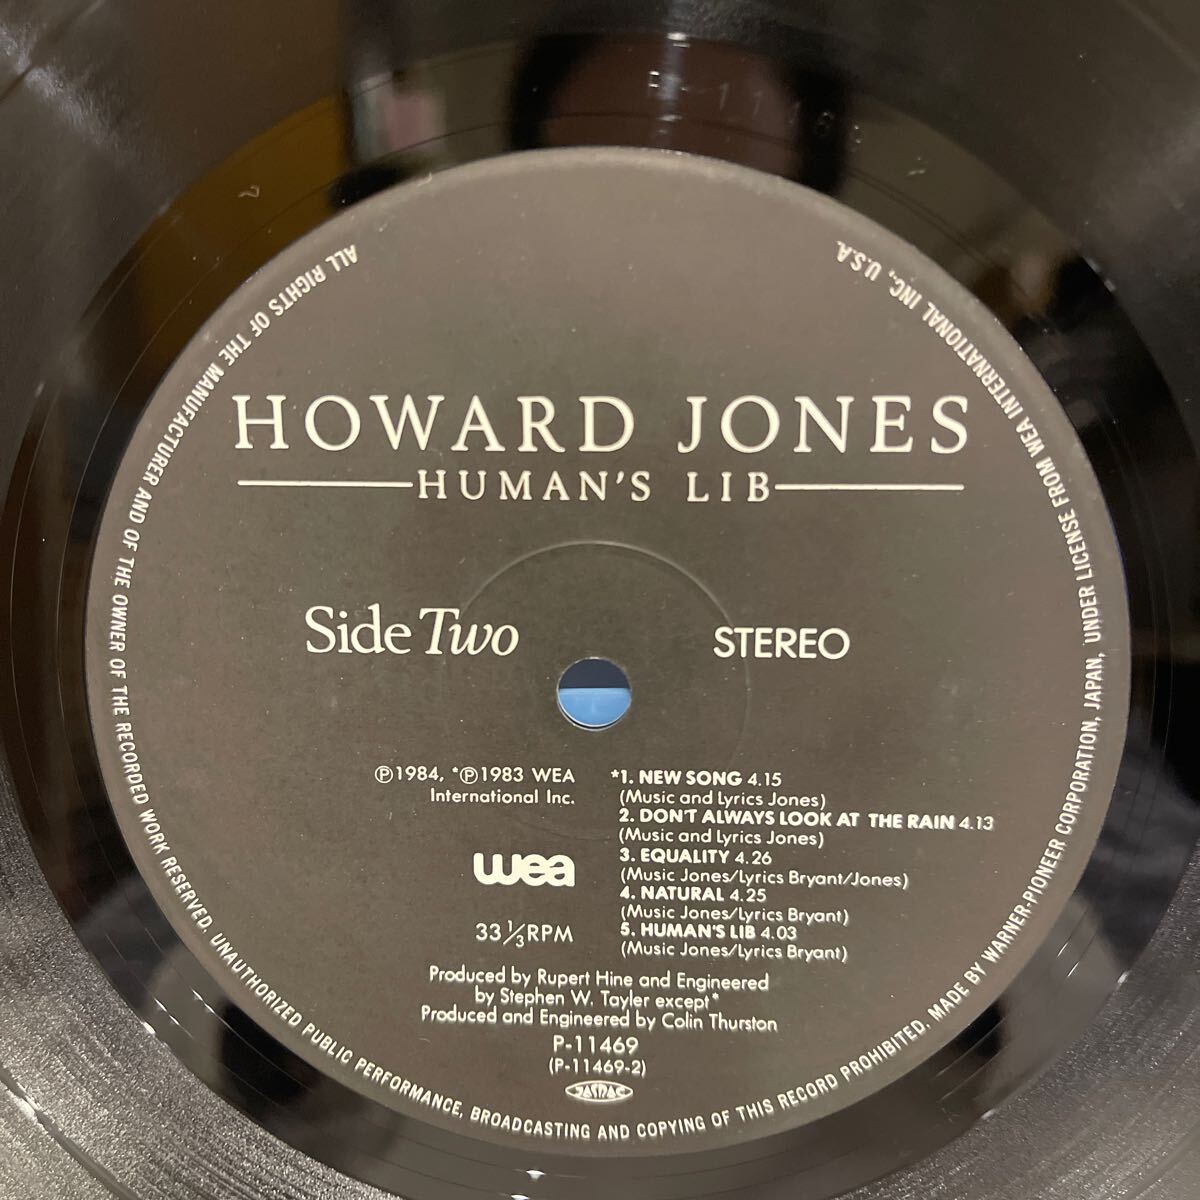 HOWARD JONES
HUMAN'S LIB
Side Two
STEREO
Ⓟ1984, *Ⓟ1983 WEA
International Inc.
wea
33 1/3 RPM
*1. NEW SONG 4.15
(Music and Lyrics Jones)
2. DON'T ALWAYS LOOK AT THE RAIN 4.13
(Music and Lyrics Jones)
3. EQUALITY 4.26
(Music Jones/Lyrics Bryant/Jones)
4. NATURAL 4.25
(Music Jones/Lyrics Bryant)
5. HUMAN'S LIB 4.03
(Music Jones/Lyrics Bryant)
Produced by Rupert Hine and Engineered
by Stephen W. Tayler except*
Produced and Engineered by Colin Thurston
P-11469
(P-11469-2)
JASRAC
ALL RIGHTS OF THE MANUFACTURER AND OF THE OWNER OF THE RECORDED WORK RESERVED. UNAUTHORIZED PUBLIC PERFORMANCE, BROADCASTING AND COPYING OF THIS RECORD PROHIBITED. MADE BY WARNER-PIONEER CORPORATION, JAPAN, UNDER LICENSE FROM WEA INTERNATIONAL INC., U.S.A.